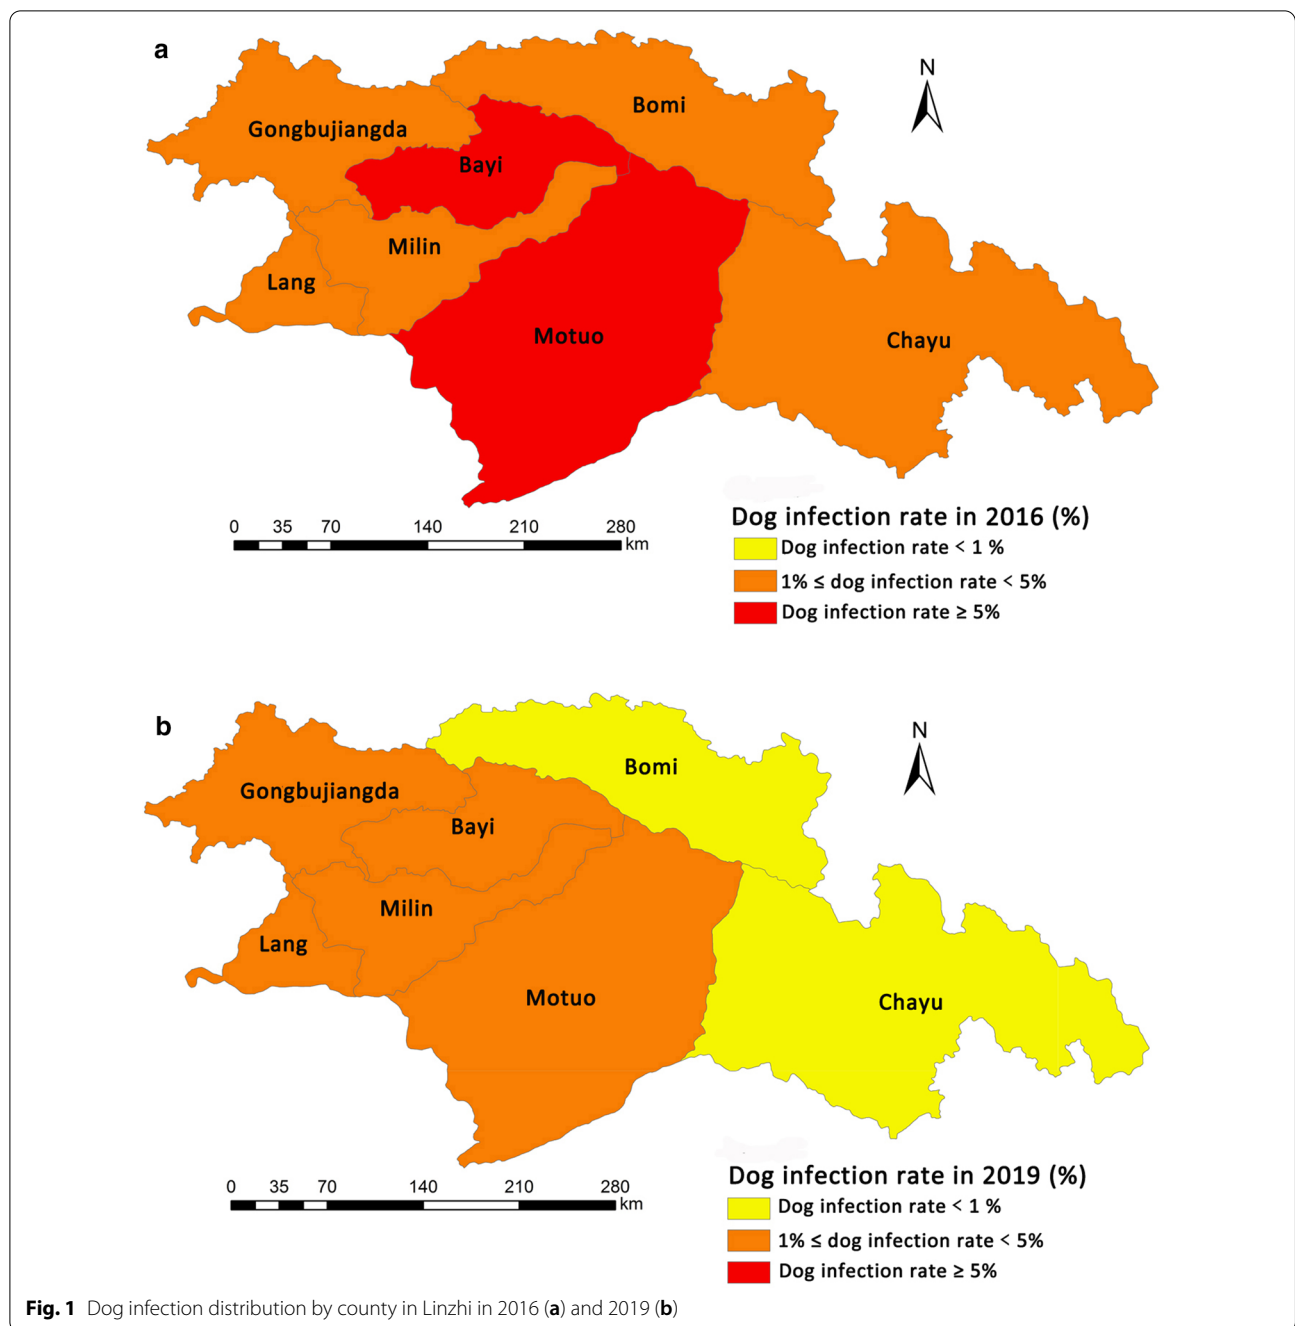 a
N
Bomi
Gongbujiangda
Bayi
Milin
Lang
Motuo
Chayu
0 35 70 140 210 280
km
Dog infection rate in 2016 (%)
Dog infection rate < 1 %
1% ≤ dog infection rate < 5%
Dog infection rate ≥ 5%
b
N
Bomi
Gongbujiangda
Bayi
Milin
Lang
Motuo
Chayu
0 35 70 140 210 280
km
Dog infection rate in 2019 (%)
Dog infection rate < 1 %
1% ≤ dog infection rate < 5%
Dog infection rate ≥ 5%
Fig. 1 Dog infection distribution by county in Linzhi in 2016 (a) and 2019 (b)